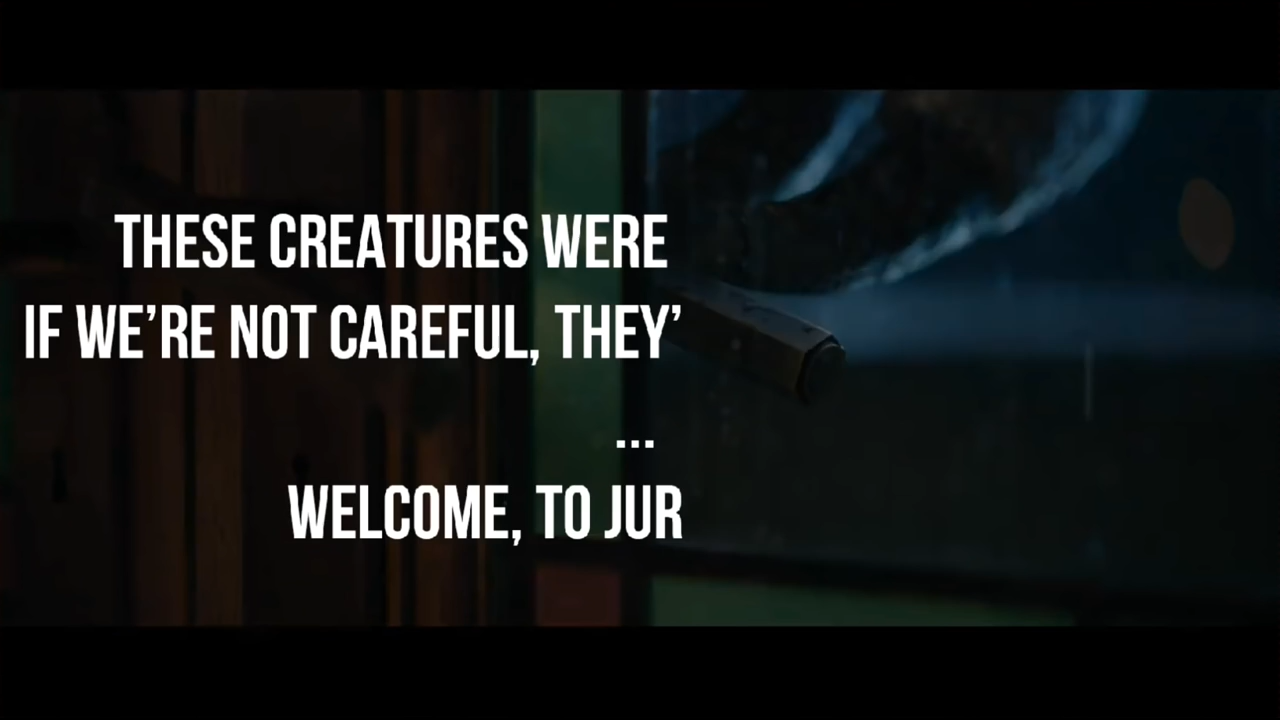 THESE CREATURES WERE
IF WE’RE NOT CAREFUL, THEY’
...
WELCOME, TO JUR